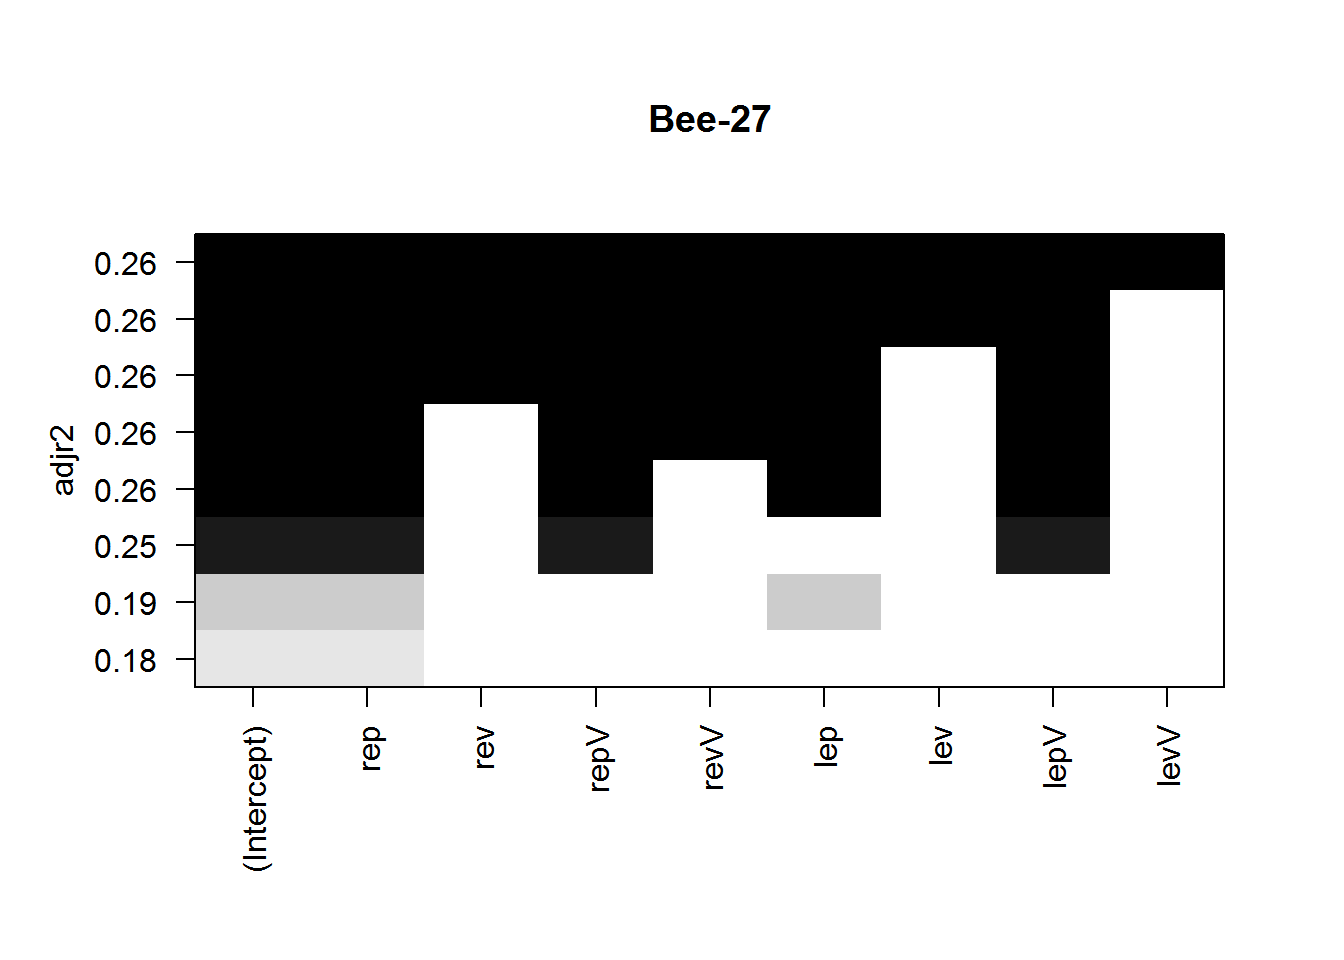 Bee-27
adjr2
0.26
0.26
0.26
0.26
0.26
0.25
0.19
0.18
(Intercept)
rep
rev
repV
revV
lep
lev
lepV
levV